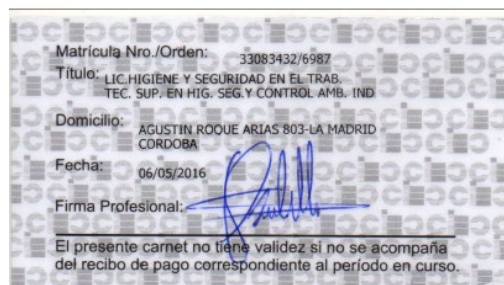 Matrícula Nro./Orden: 33083432/6987
Título: LIC.HIGIENE Y SEGURIDAD EN EL TRAB.
TEC. SUP. EN HIG. SEG.Y CONTROL AMB. IND
Domicilio: AGUSTIN ROQUE ARIAS 803-LA MADRID
CORDOBA
Fecha: 06/05/2016
Firma Profesional:
El presente carnet no tiene validez si no se acompaña
del recibo de pago correspondiente al período en curso.